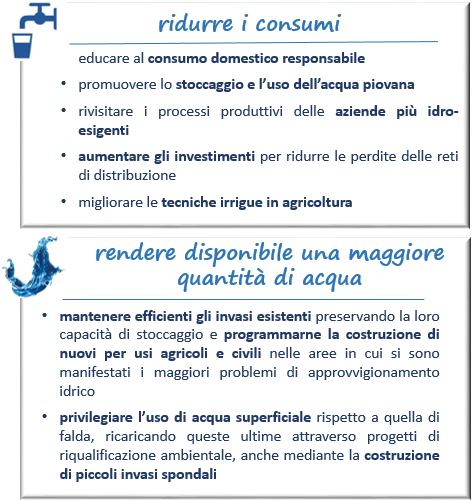 ridurre i consumi
educare al consumo domestico responsabile
• promuovere lo stoccaggio e l'uso dell'acqua piovana
• rivisitare i processi produttivi delle aziende più idro-
esigenti
• aumentare gli investimenti per ridurre le perdite delle reti
di distribuzione
• migliorare le tecniche irrigue in agricoltura
rendere disponibile una maggiore
quantità di acqua
• mantenere efficienti gli invasi esistenti preservando la loro
capacità di stoccaggio e programmarne la costruzione di
nuovi per usi agricoli e civili nelle aree in cui si sono
manifestati i maggiori problemi di approvvigionamento
idrico
• privilegiare l'uso di acqua superficiale rispetto a quella di
falda, ricaricando queste ultime attraverso progetti di
riqualificazione ambientale, anche mediante la costruzione
di piccoli invasi spondali